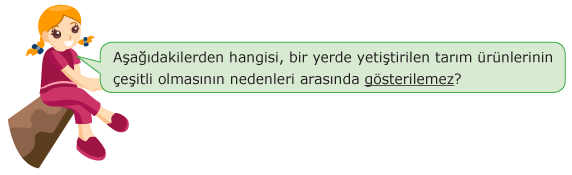 Aşağıdakilerden hangisi, bir yerde yetiştirilen tarım ürünlerinin
çeşitli olmasının nedenleri arasında gösterilemez?